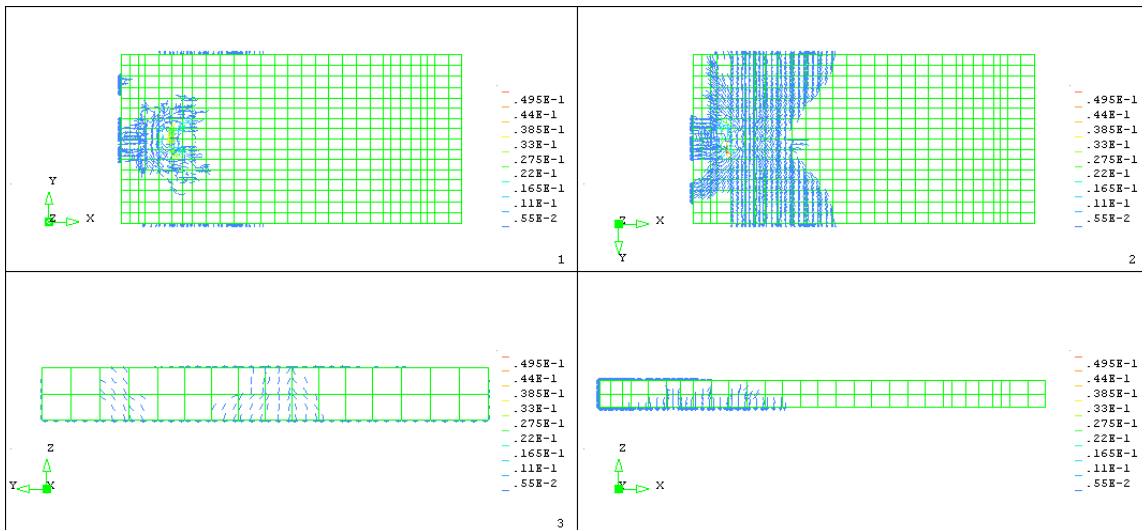 .495E-1
.44E-1
.385E-1
.33E-1
.275E-1
.22E-1
.165E-1
.11E-1
.55E-2
Y
Z
X
1
.495E-1
.44E-1
.385E-1
.33E-1
.275E-1
.22E-1
.165E-1
.11E-1
.55E-2
Z
X
Y
2
.495E-1
.44E-1
.385E-1
.33E-1
.275E-1
.22E-1
.165E-1
.11E-1
.55E-2
Z
Y
X
3
.495E-1
.44E-1
.385E-1
.33E-1
.275E-1
.22E-1
.165E-1
.11E-1
.55E-2
Z
Y
X